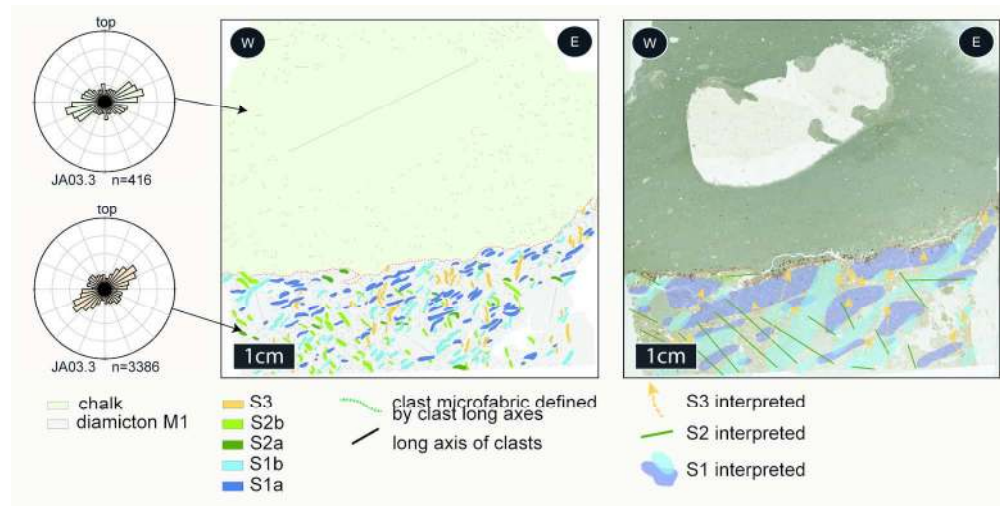 top
JA03.3 n=416
top
JA03.3 n=3386
W
E
1cm
W
E
1cm
chalk
diamicton M1
S3
S2b
S2a
S1b
S1a
clast microfabric defined
by clast long axes
long axis of clasts
S3 interpreted
S2 interpreted
S1 interpreted